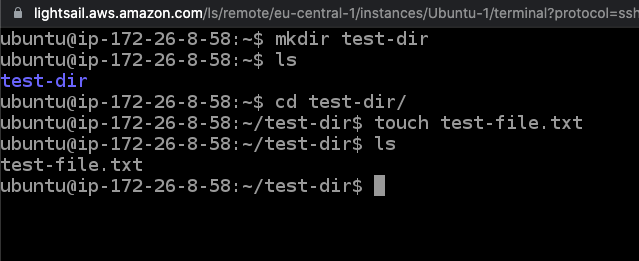 lightsail.aws.amazon.com/ls/remote/eu-central-1/instances/Ubuntu-1/terminal?protocol=ssh
ubuntu@ip-172-26-8-58:~$ mkdir test-dir
ubuntu@ip-172-26-8-58:~$ ls
test-dir
ubuntu@ip-172-26-8-58:~$ cd test-dir/
ubuntu@ip-172-26-8-58:~/test-dir$ touch test-file.txt
ubuntu@ip-172-26-8-58:~/test-dir$ ls
test-file.txt
ubuntu@ip-172-26-8-58:~/test-dir$